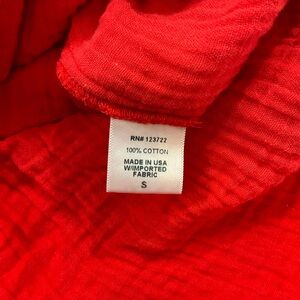 RN# 123722
100% COTTON
MADE IN USA
W/IMPORTED
FABRIC
S